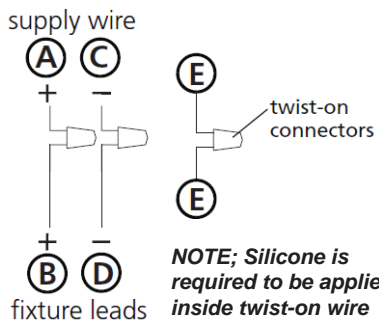 supply wire
A C
+ −
E
twist-on
connectors
E
+ −
B D
fixture leads
NOTE; Silicone is
required to be applie
inside twist-on wire